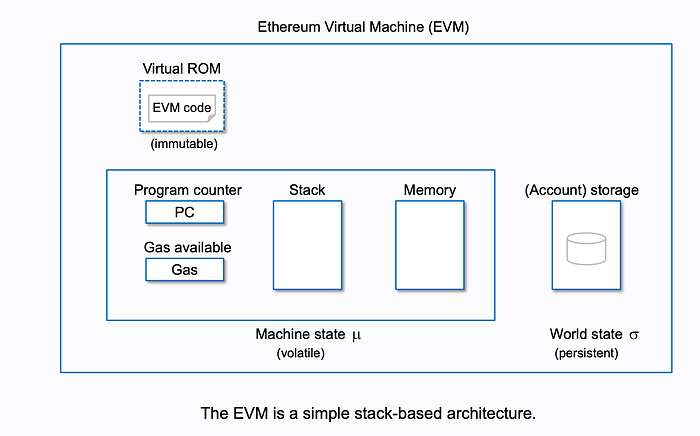 Ethereum Virtual Machine (EVM)
Virtual ROM
EVM code
(immutable)
Program counter
PC
Gas available
Gas
Stack
Memory
(Account) storage
Machine state μ
(volatile)
World state σ
(persistent)
The EVM is a simple stack-based architecture.